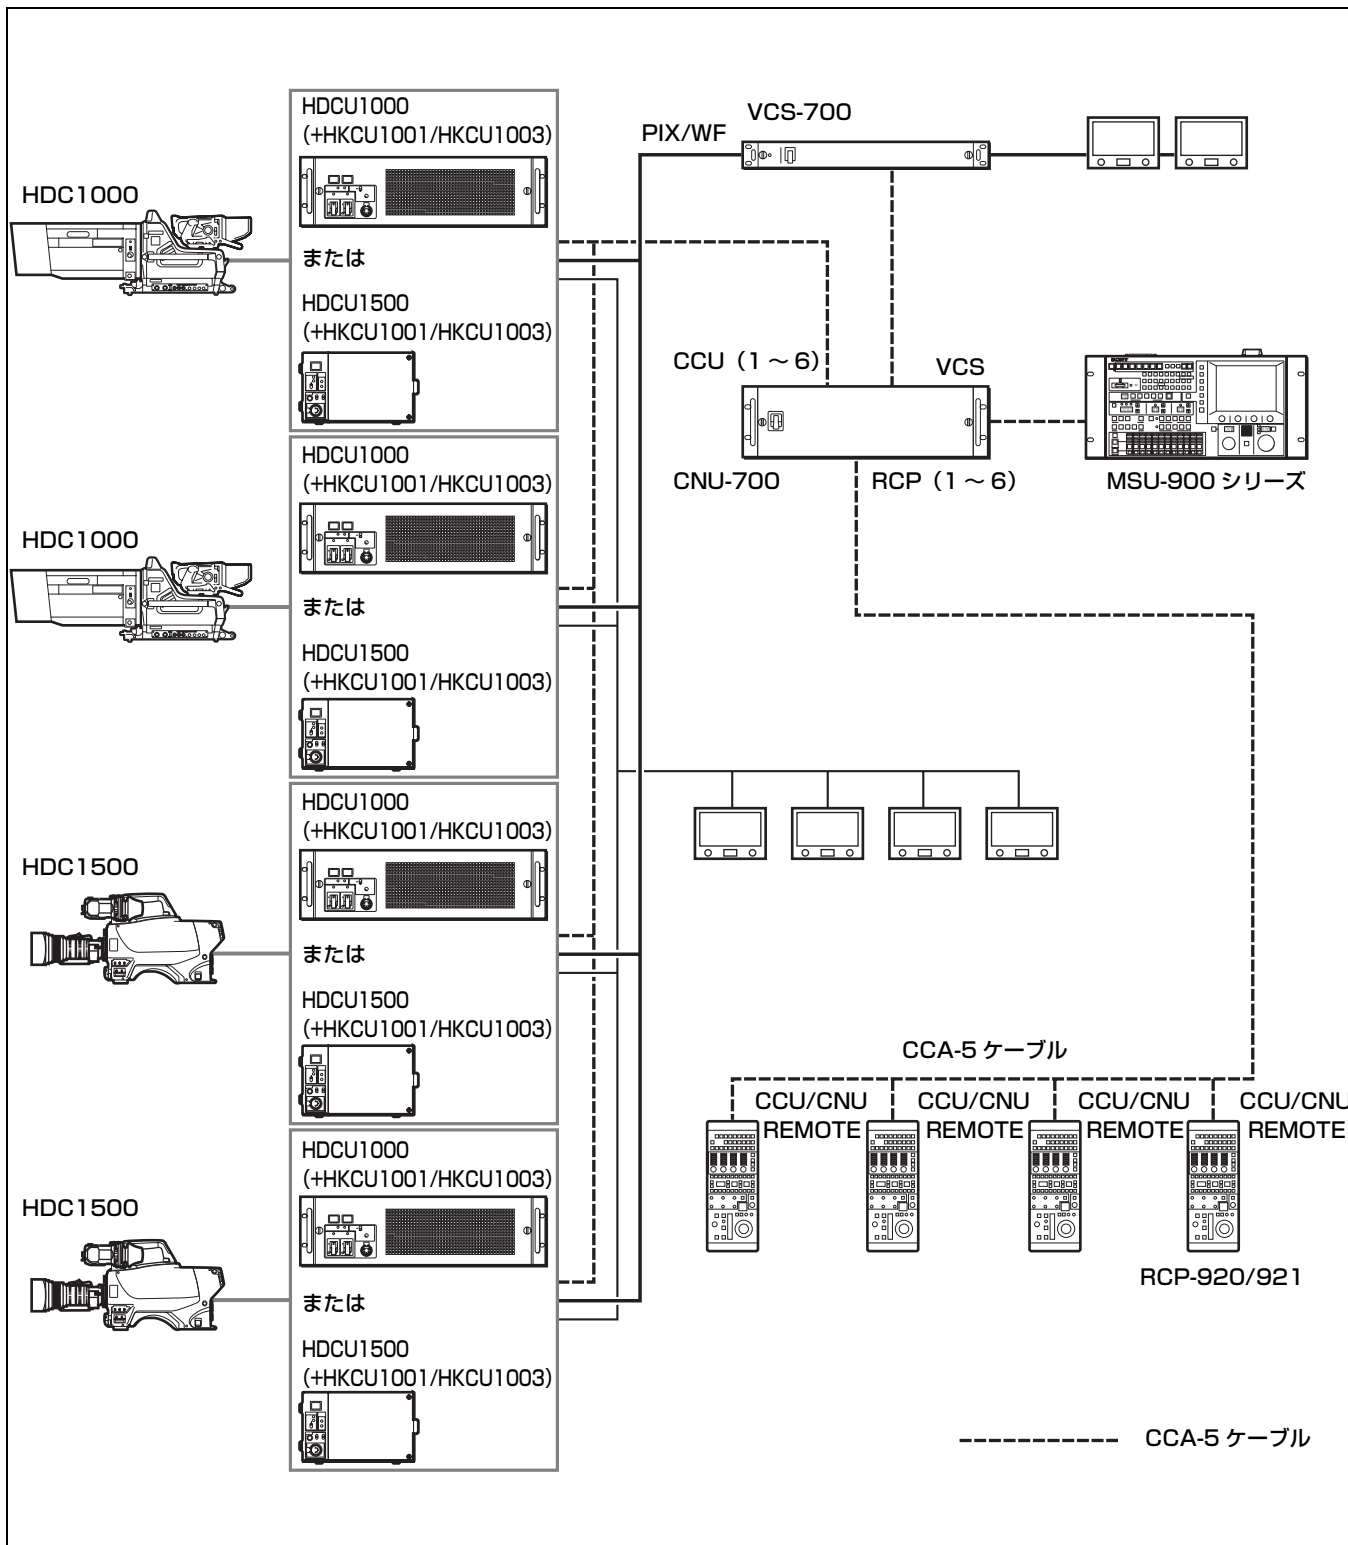 HDC1000
HDCU1000
(+HKCU1001/HKCU1003)
または
HDCU1500
(+HKCU1001/HKCU1003)
HDC1000
HDCU1000
(+HKCU1001/HKCU1003)
または
HDCU1500
(+HKCU1001/HKCU1003)
HDC1500
HDCU1000
(+HKCU1001/HKCU1003)
または
HDCU1500
(+HKCU1001/HKCU1003)
HDC1500
HDCU1000
(+HKCU1001/HKCU1003)
または
HDCU1500
(+HKCU1001/HKCU1003)
PIX/WF
VCS-700
CCU（1 ～ 6）
VCS
CNU-700
RCP（1 ～ 6）
SONY
MSU-900 シリーズ
CCA-5 ケーブル
CCU/CNU
REMOTE
CCU/CNU
REMOTE
CCU/CNU
REMOTE
CCU/CNU
REMOTE
RCP-920/921
CCA-5 ケーブル